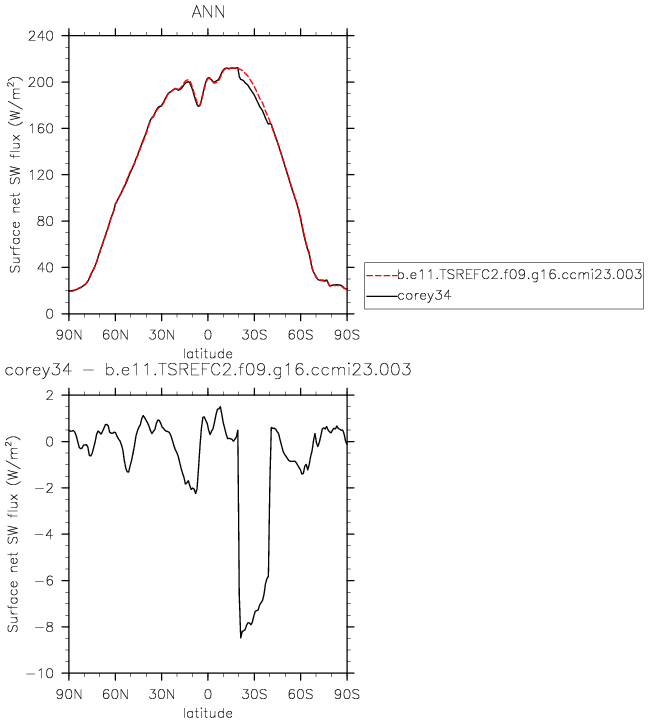 ANN
240
200
160
120
80
40
0
Surface net SW flux (W/m²)
90N 60N 30N 0 30S 60S 90S
latitude
b.e11.TSREFC2.f09.g16.ccmi23.003
corey34
corey34 − b.e11.TSREFC2.f09.g16.ccmi23.003
2
0
−2
−4
−6
−8
−10
Surface net SW flux (W/m²)
90N 60N 30N 0 30S 60S 90S
latitude